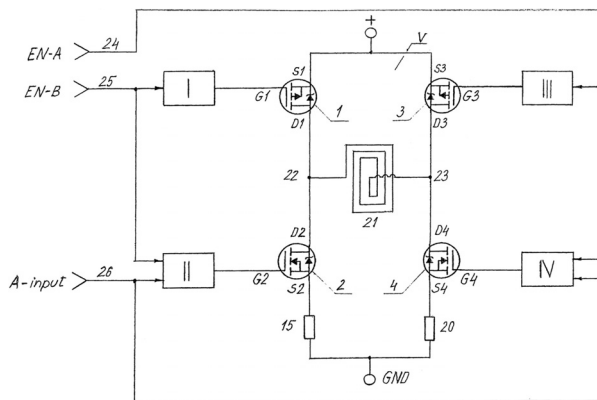 +
V
EN-A 24
EN-B 25
I
G1
S1
D1
1
S3
D3
3
G3
III
22
21
23
A-input 26
II
G2
D2
S2
2
D4
S4
4
G4
IV
15
20
GND